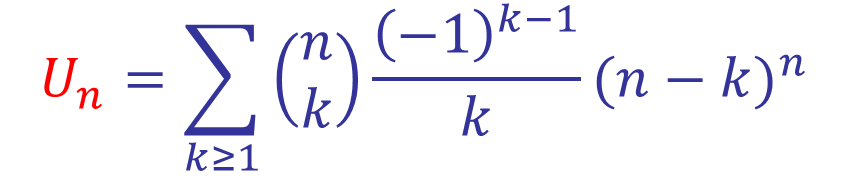 U_n = \sum_{k \geq 1} \binom{n}{k} \frac{(-1)^{k-1}}{k} (n-k)^n